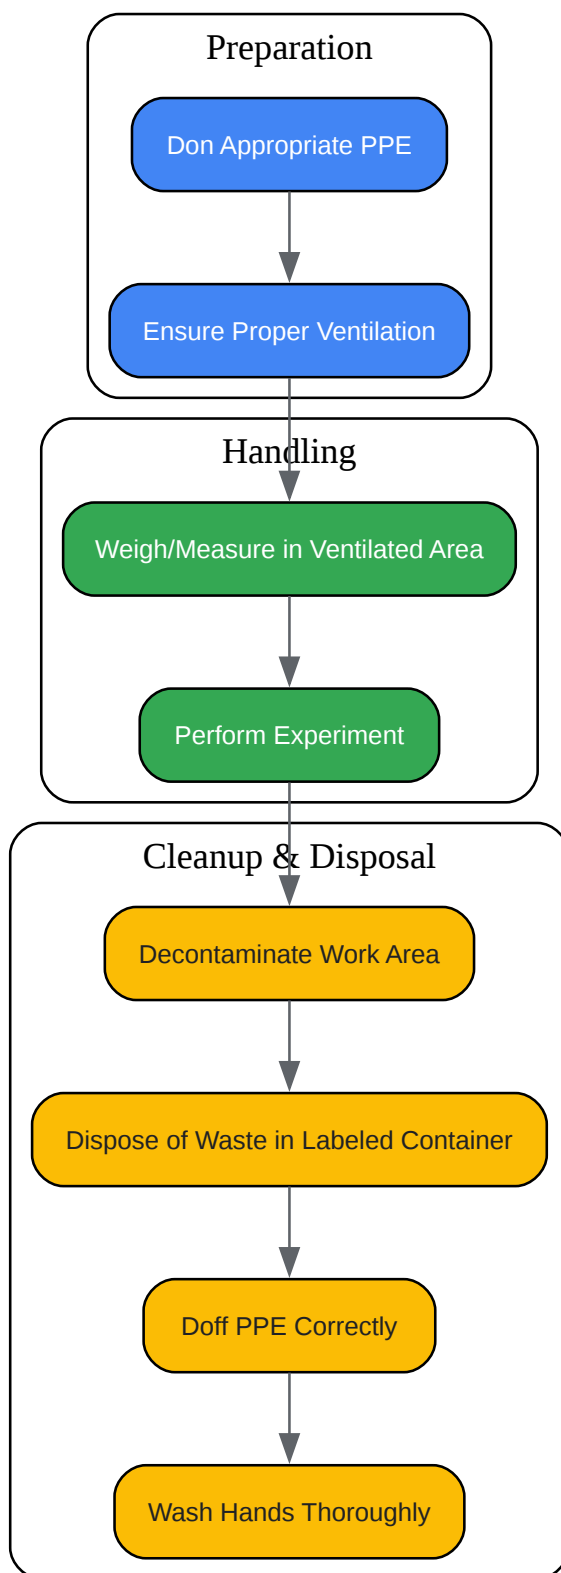 Preparation
Don Appropriate PPE
Ensure Proper Ventilation
Handling
Weigh/Measure in Ventilated Area
Perform Experiment
Cleanup & Disposal
Decontaminate Work Area
Dispose of Waste in Labeled Container
Doff PPE Correctly
Wash Hands Thoroughly